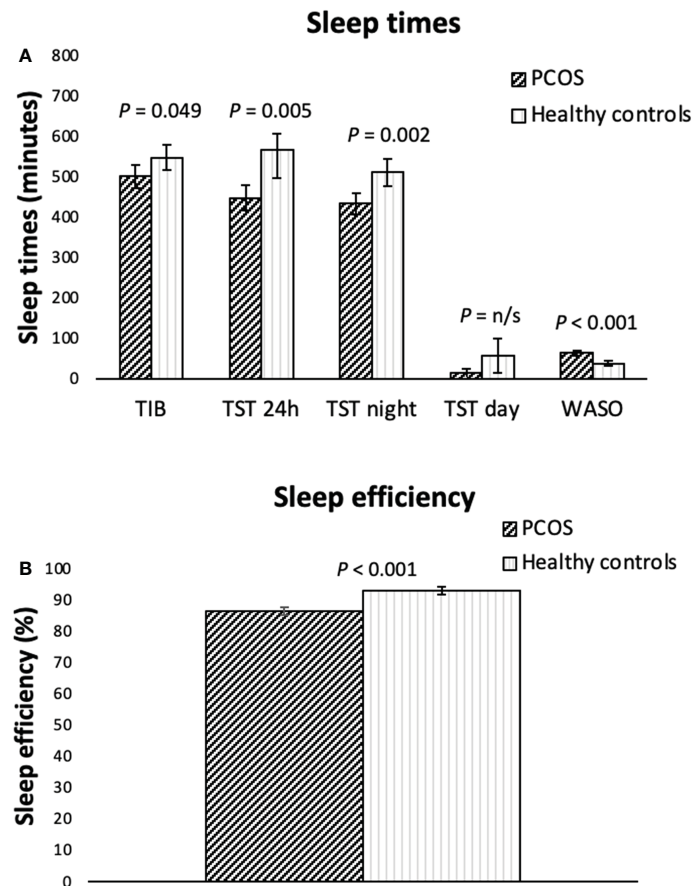 Sleep times
A
Sleep times (minutes)
800
700
600
500
400
300
200
100
0
PCOS
Healthy controls
P = 0.049
P = 0.005
P = 0.002
P = n/s
P < 0.001
TIB
TST 24h
TST night
TST day
WASO
Sleep efficiency
B
Sleep efficiency (%)
100
90
80
70
60
50
40
30
20
10
0
PCOS
Healthy controls
P < 0.001